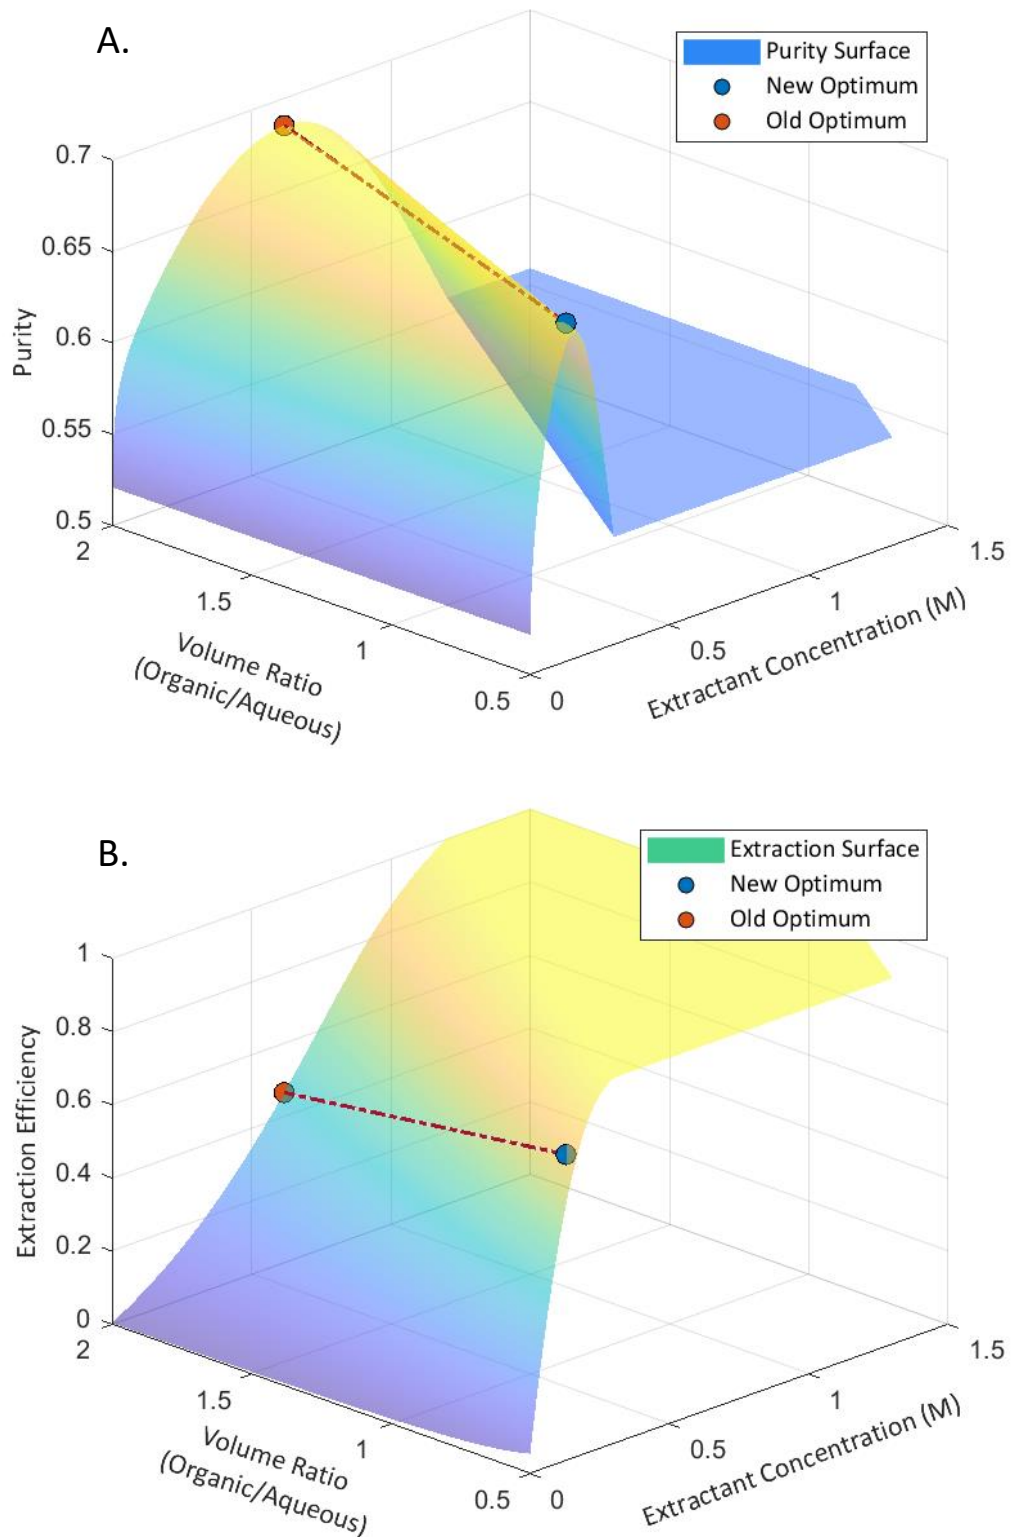 A.
Purity Surface
New Optimum
Old Optimum
0.7
0.65
0.6
0.55
0.5
Purity
2
1.5
1
0.5
Volume Ratio
(Organic/Aqueous)
0
0.5
1
1.5
Extractant Concentration (M)
B.
Extraction Surface
New Optimum
Old Optimum
1
0.8
0.6
0.4
0.2
0
Extraction Efficiency
2
1.5
1
0.5
Volume Ratio
(Organic/Aqueous)
0
0.5
1
1.5
Extractant Concentration (M)